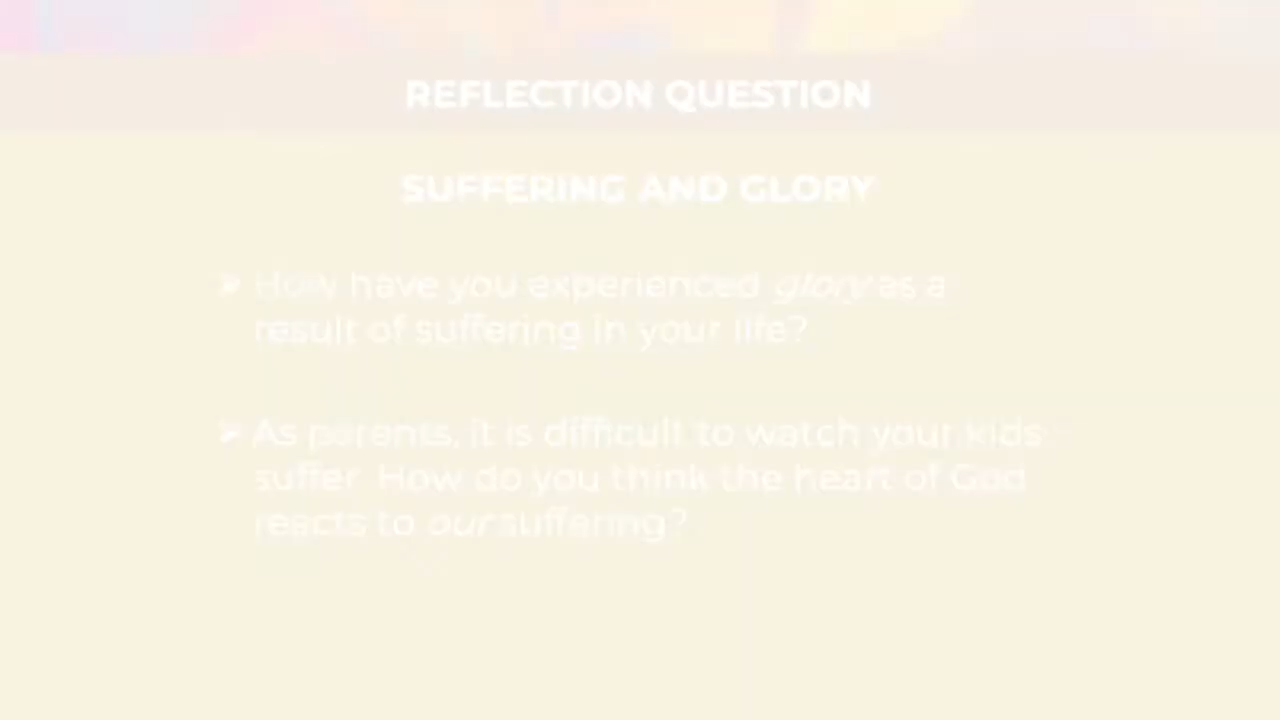 REFLECTION QUESTION
SUFFERING AND GLORY
➤ How have you experienced glory as a
result of suffering in your life?
➤ As parents, it is difficult to watch your kids
suffer. How do you think the heart of God
reacts to our suffering?